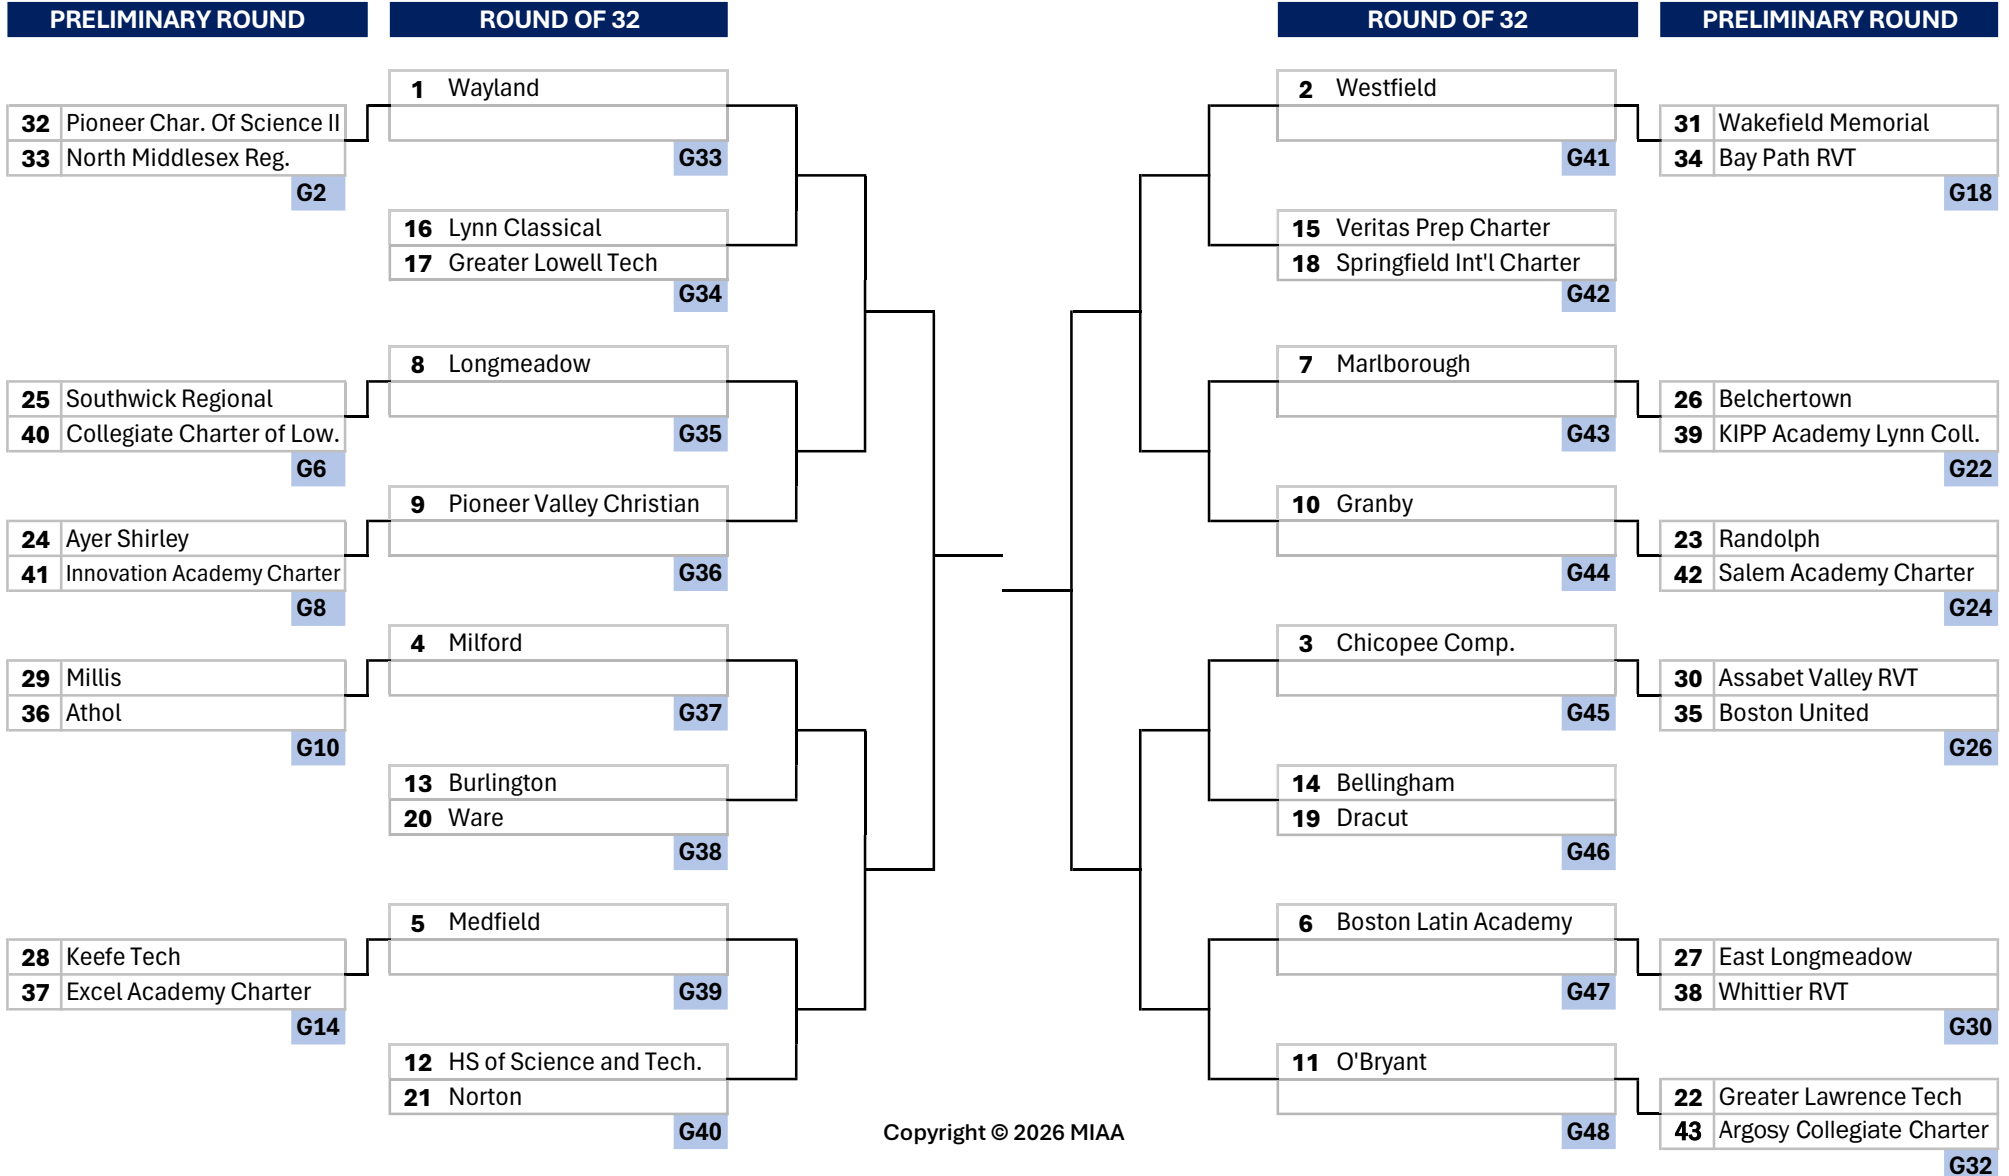 PRELIMINARY ROUND
ROUND OF 32
ROUND OF 32
PRELIMINARY ROUND
32 Pioneer Char. Of Science II
33 North Middlesex Reg.
G2
25 Southwick Regional
40 Collegiate Charter of Low.
G6
24 Ayer Shirley
41 Innovation Academy Charter
G8
29 Millis
36 Athol
G10
28 Keefe Tech
37 Excel Academy Charter
G14
1 Wayland
G33
16 Lynn Classical
17 Greater Lowell Tech
G34
8 Longmeadow
G35
9 Pioneer Valley Christian
G36
4 Milford
G37
13 Burlington
20 Ware
G38
5 Medfield
G39
12 HS of Science and Tech.
21 Norton
G40
2 Westfield
G41
15 Veritas Prep Charter
18 Springfield Int'l Charter
G42
7 Marlborough
G43
10 Granby
G44
3 Chicopee Comp.
G45
14 Bellingham
19 Dracut
G46
6 Boston Latin Academy
G47
11 O'Bryant
G48
31 Wakefield Memorial
34 Bay Path RVT
G18
26 Belchertown
39 KIPP Academy Lynn Coll.
G22
23 Randolph
42 Salem Academy Charter
G24
30 Assabet Valley RVT
35 Boston United
G26
27 East Longmeadow
38 Whittier RVT
G30
22 Greater Lawrence Tech
43 Argosy Collegiate Charter
G32
Copyright © 2026 MIAA